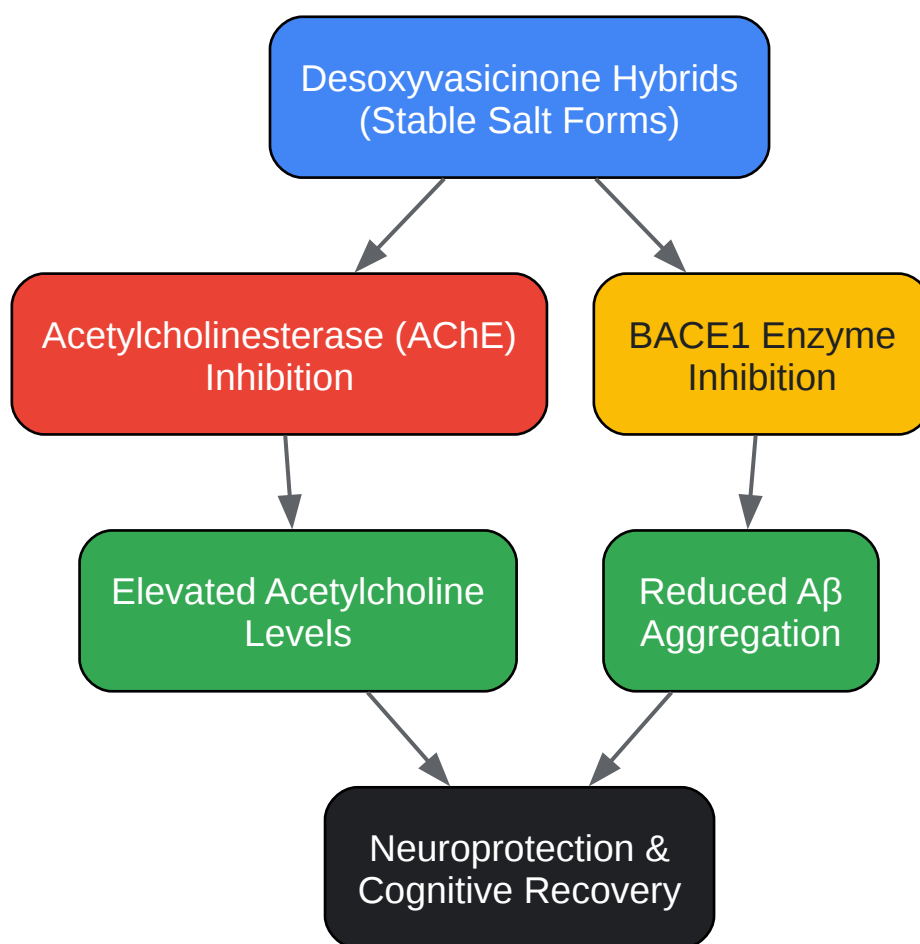 Desoxyvasicinone Hybrids
(Stable Salt Forms)
Acetylcholinesterase (AChE)
Inhibition
BACE1 Enzyme
Inhibition
Elevated Acetylcholine
Levels
Reduced Aβ
Aggregation
Neuroprotection &
Cognitive Recovery